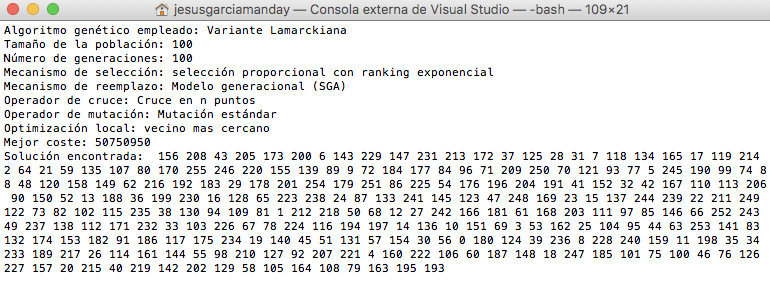 jesusgarciamanday — Consola externa de Visual Studio — -bash — 109×21
Algoritmo genético empleado: Variante Lamarckiana
Tamaño de la población: 100
Número de generaciones: 100
Mecanismo de selección: selección proporcional con ranking exponencial
Mecanismo de reemplazo: Modelo generacional (SGA)
Operador de cruce: Cruce en n puntos
Operador de mutación: Mutación estándar
Optimización local: vecino mas cercano
Mejor coste: 50750950
Solución encontrada:  156 208 43 205 173 200 6 143 229 147 231 213 172 37 125 28 31 7 118 134 165 17 119 214
2 64 21 59 135 107 80 170 255 246 220 155 139 89 9 72 184 177 84 96 71 209 250 70 121 93 77 5 245 190 99 74 8
8 48 120 158 149 62 216 192 183 29 178 201 254 179 251 86 225 54 176 196 204 191 41 152 32 42 167 110 113 206
90 150 52 13 188 36 199 230 16 128 65 223 238 24 87 133 241 145 123 47 248 169 23 15 137 244 239 22 211 249
122 73 82 102 115 235 38 130 94 109 81 1 212 218 50 68 12 27 242 166 181 61 168 203 111 97 85 146 66 252 243
49 237 138 112 171 232 33 103 226 67 78 224 116 194 197 14 136 10 151 69 3 53 162 25 104 95 44 63 253 141 83
132 174 153 182 91 186 117 175 234 19 140 45 51 131 57 154 30 56 0 180 124 39 236 8 228 240 159 11 198 35 34
233 189 217 26 114 161 144 55 98 210 127 92 207 221 4 160 222 106 60 187 148 18 247 185 101 75 100 46 76 126
227 157 20 215 40 219 142 202 129 58 105 164 108 79 163 195 193